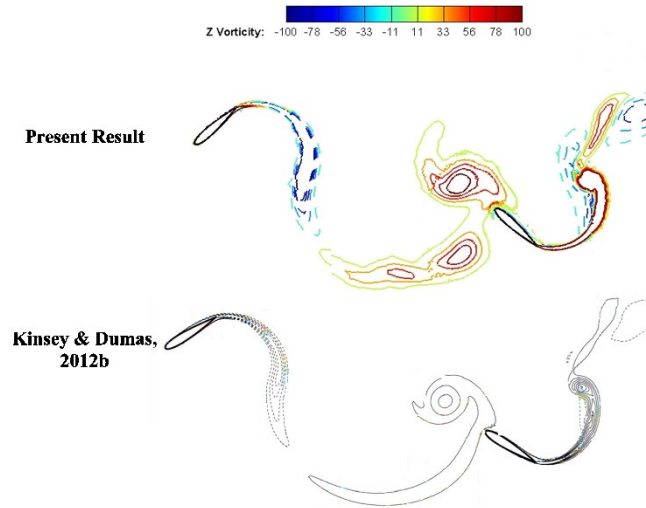 Z Vorticity: -100 -78 -56 -33 -11 11 33 56 78 100
Present Result
Kinsey & Dumas,
2012b